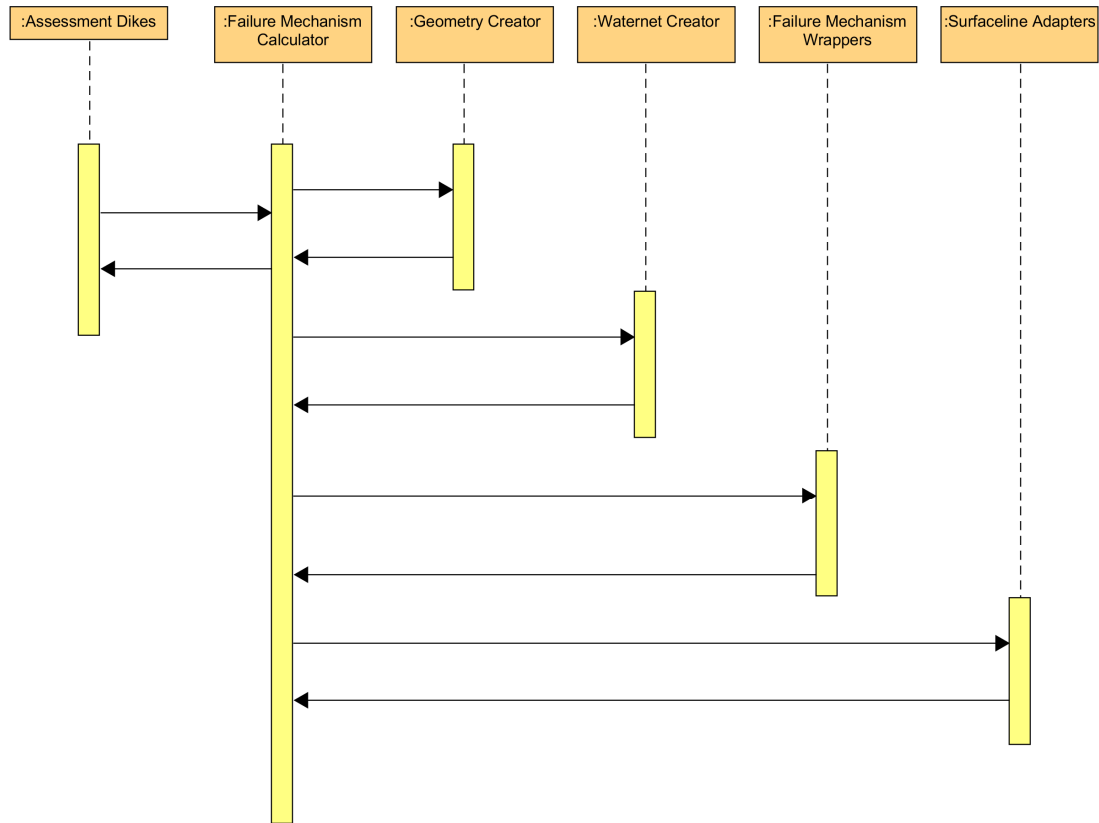 :Assessment Dikes
:Failure Mechanism
Calculator
:Geometry Creator
:Waternet Creator
:Failure Mechanism
Wrappers
:Surfaceline Adapters